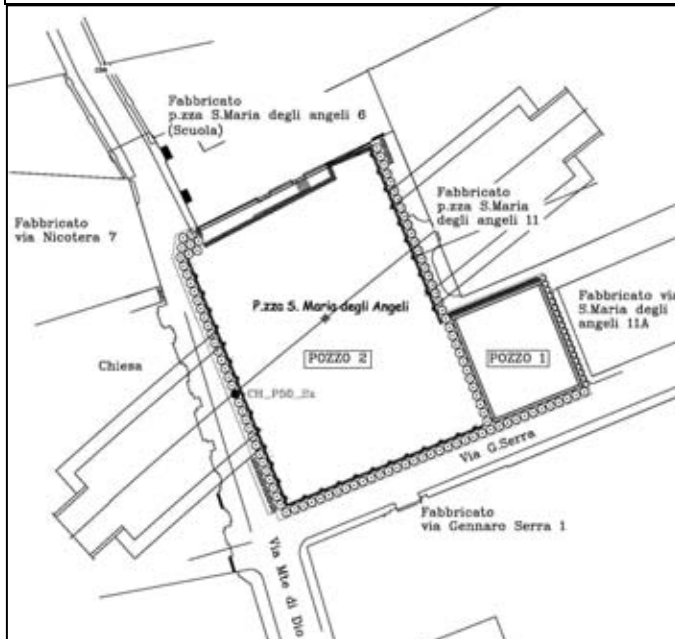 Fabbricato
p.zza S.Maria degli angeli 6
(Scuola)
Fabbricato
p.zza S.Maria
degli angeli 11
Fabbricato
via Nicotera 7
P.zza S. Maria degli Angeli
Fabbricato via
S.Maria degli
angeli 11A
Chiesa
POZZO 2
POZZO 1
Via G.Serra
Fabbricato
via Gennaro Serra 1
Via Mte di Dio